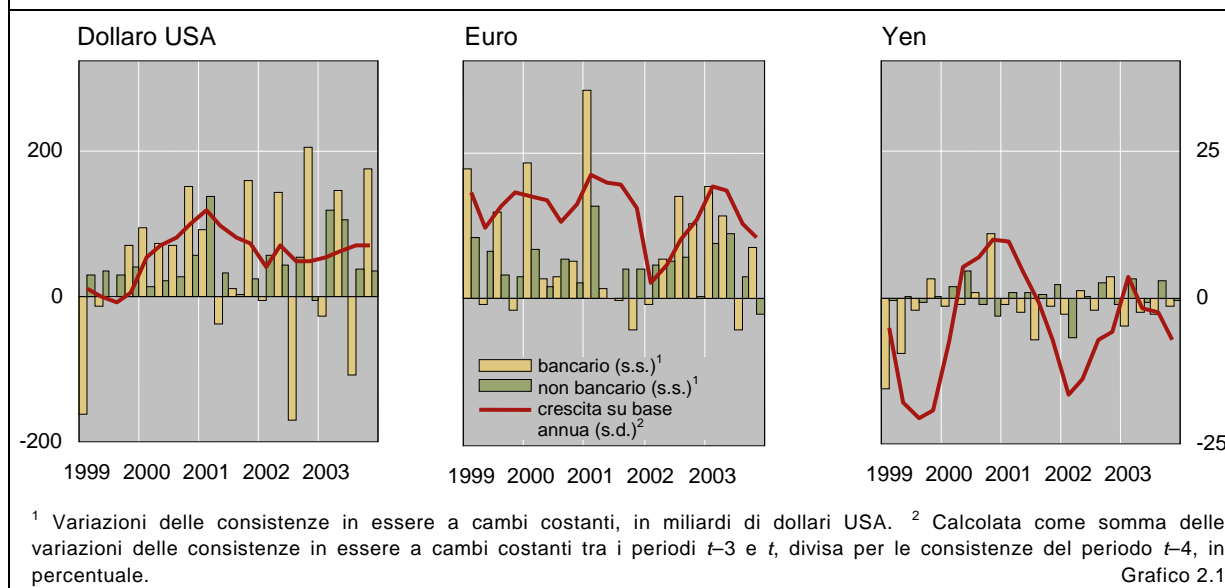 Dollaro USA
Euro
Yen
200
25
0
0
bancario (s.s.)1
non bancario (s.s.)1
crescita su base
annua (s.d.)2
-200
-25
1999 2000 2001 2002 2003
1999 2000 2001 2002 2003
1999 2000 2001 2002 2003
1 Variazioni delle consistenze in essere a cambi costanti, in miliardi di dollari USA. 2 Calcolata come somma delle
variazioni delle consistenze in essere a cambi costanti tra i periodi t–3 e t, divisa per le consistenze del periodo t–4, in
percentuale.
Grafico 2.1